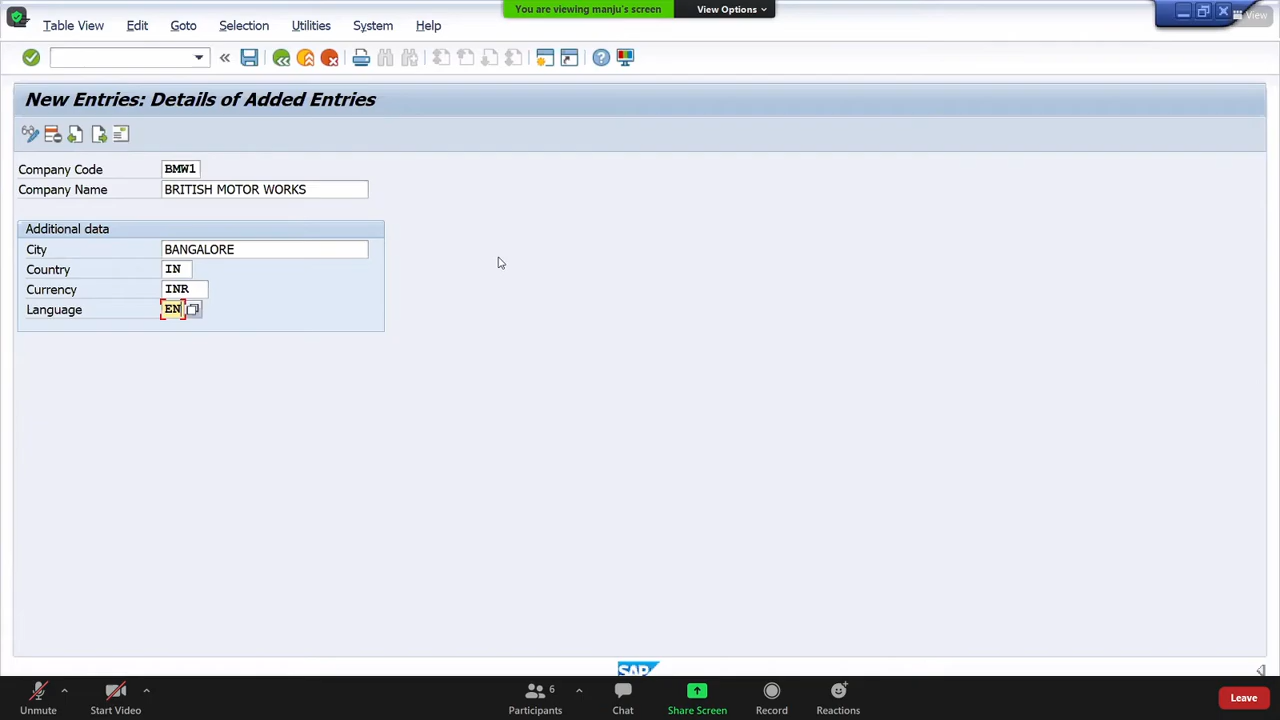 You are viewing manju's screen View Options
View
Table View Edit Goto Selection Utilities System Help
New Entries: Details of Added Entries
Company Code BMW1
Company Name BRITISH MOTOR WORKS
Additional data
City BANGALORE
Country IN
Currency INR
Language EN
SAP
6
Unmute Start Video Participants Chat Share Screen Record Reactions Leave